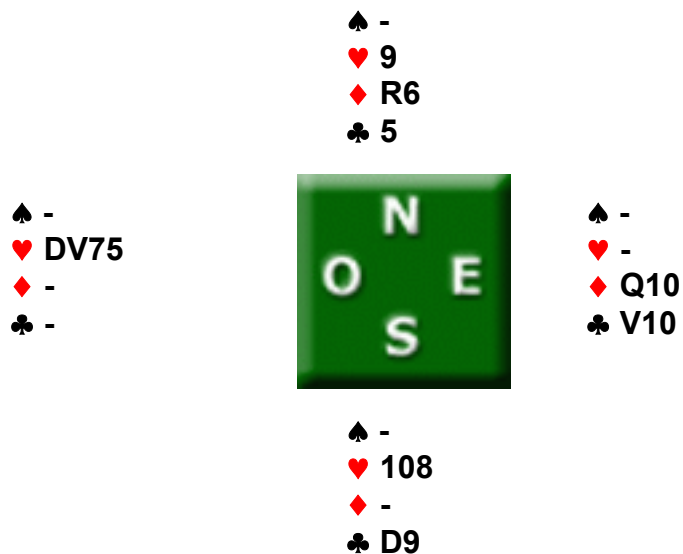 ♠ -
♥ 9
♦ R6
♣ 5
♠ -
♥ DV75
♦ -
♣ -
N
O E
S
♠ -
♥ -
♦ Q10
♣ V10
♠ -
♥ 108
♦ -
♣ D9